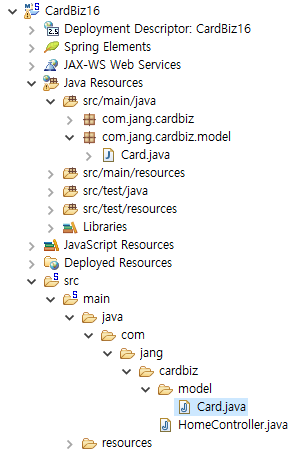 CardBiz16
Deployment Descriptor: CardBiz16
Spring Elements
JAX-WS Web Services
Java Resources
src/main/java
com.jang.cardbiz
com.jang.cardbiz.model
Card.java
src/main/resources
src/test/java
src/test/resources
Libraries
JavaScript Resources
Deployed Resources
src
main
java
com
jang
cardbiz
model
Card.java
HomeController.java
resources